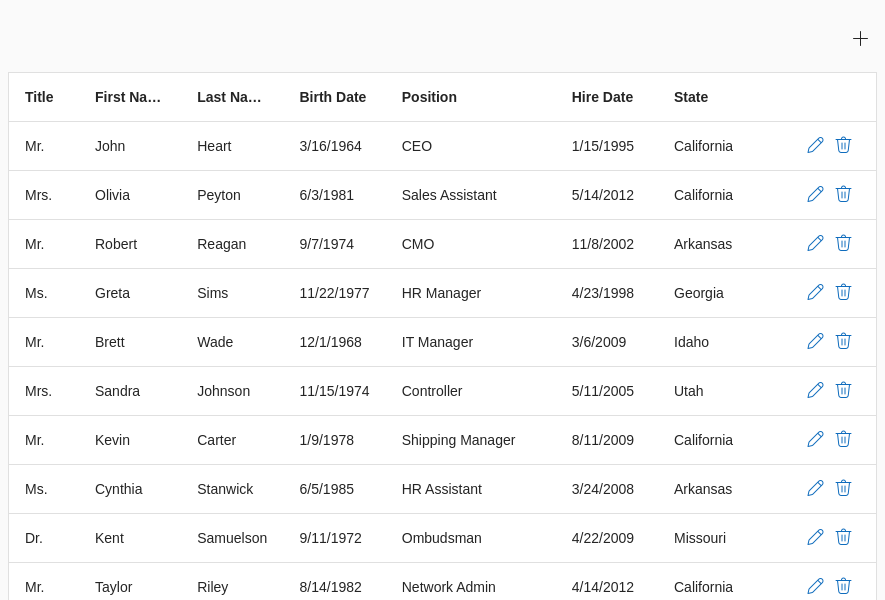 Title First Na… Last Na… Birth Date Position Hire Date State
Mr. John Heart 3/16/1964 CEO 1/15/1995 California
Mrs. Olivia Peyton 6/3/1981 Sales Assistant 5/14/2012 California
Mr. Robert Reagan 9/7/1974 CMO 11/8/2002 Arkansas
Ms. Greta Sims 11/22/1977 HR Manager 4/23/1998 Georgia
Mr. Brett Wade 12/1/1968 IT Manager 3/6/2009 Idaho
Mrs. Sandra Johnson 11/15/1974 Controller 5/11/2005 Utah
Mr. Kevin Carter 1/9/1978 Shipping Manager 8/11/2009 California
Ms. Cynthia Stanwick 6/5/1985 HR Assistant 3/24/2008 Arkansas
Dr. Kent Samuelson 9/11/1972 Ombudsman 4/22/2009 Missouri
Mr. Taylor Riley 8/14/1982 Network Admin 4/14/2012 California